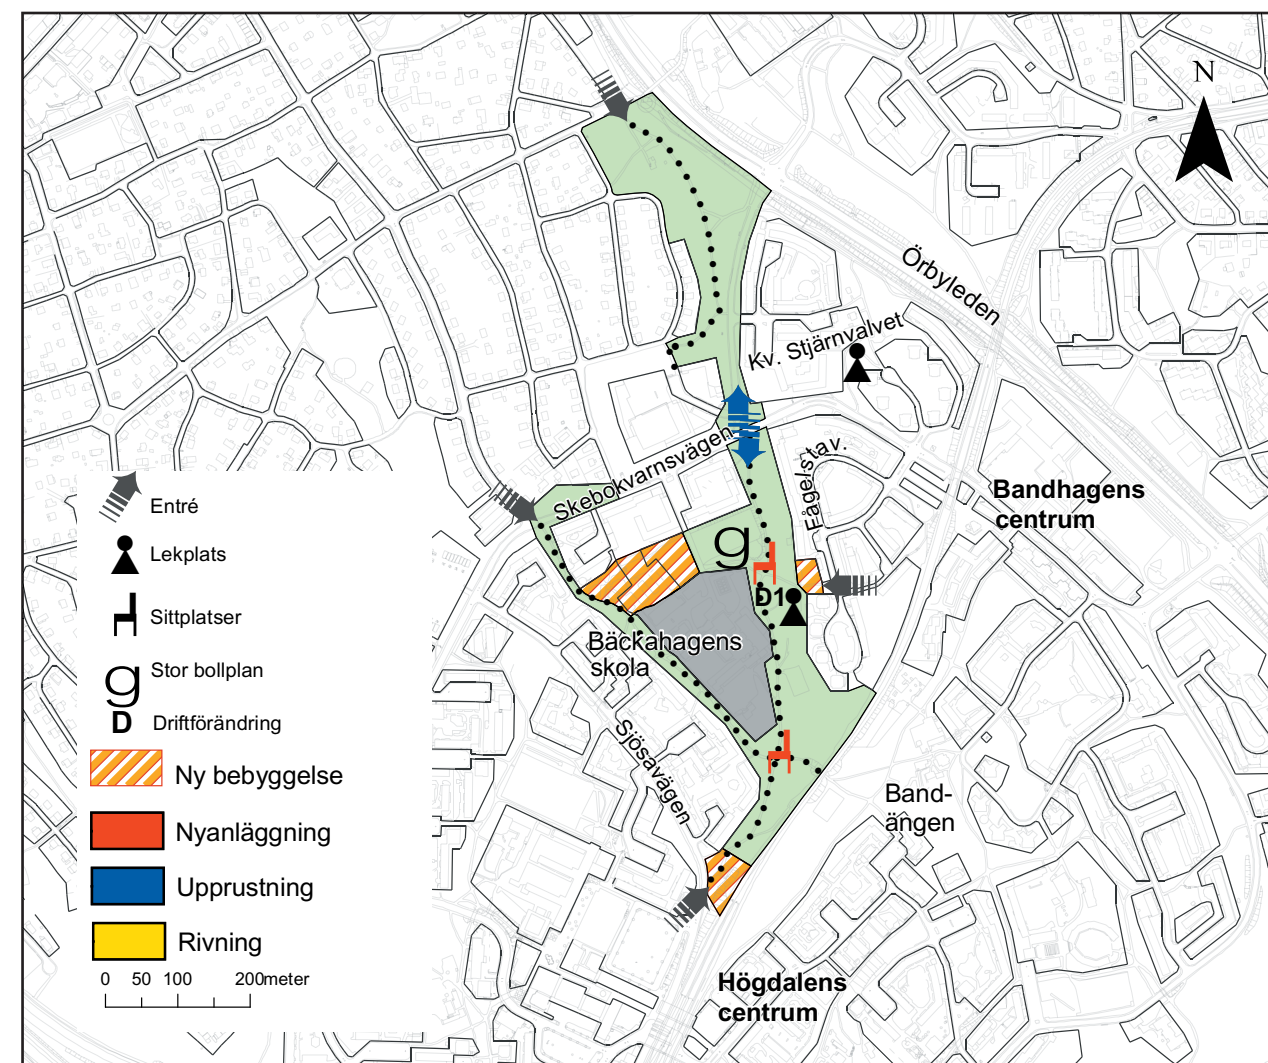 N
Örbyleden
Kv. Stjärnvalvet
Skebokvarnsvägen
Fågelstav.
Bandhagens
centrum
g
D1
Bäckahagens
skola
Sjösavägen
Band-
ängen
Högdalens
centrum
Entré
Lekplats
Sittplatser
g Stor bollplan
D Driftförändring
Ny bebyggelse
Nyanläggning
Upprustning
Rivning
0 50 100 200meter